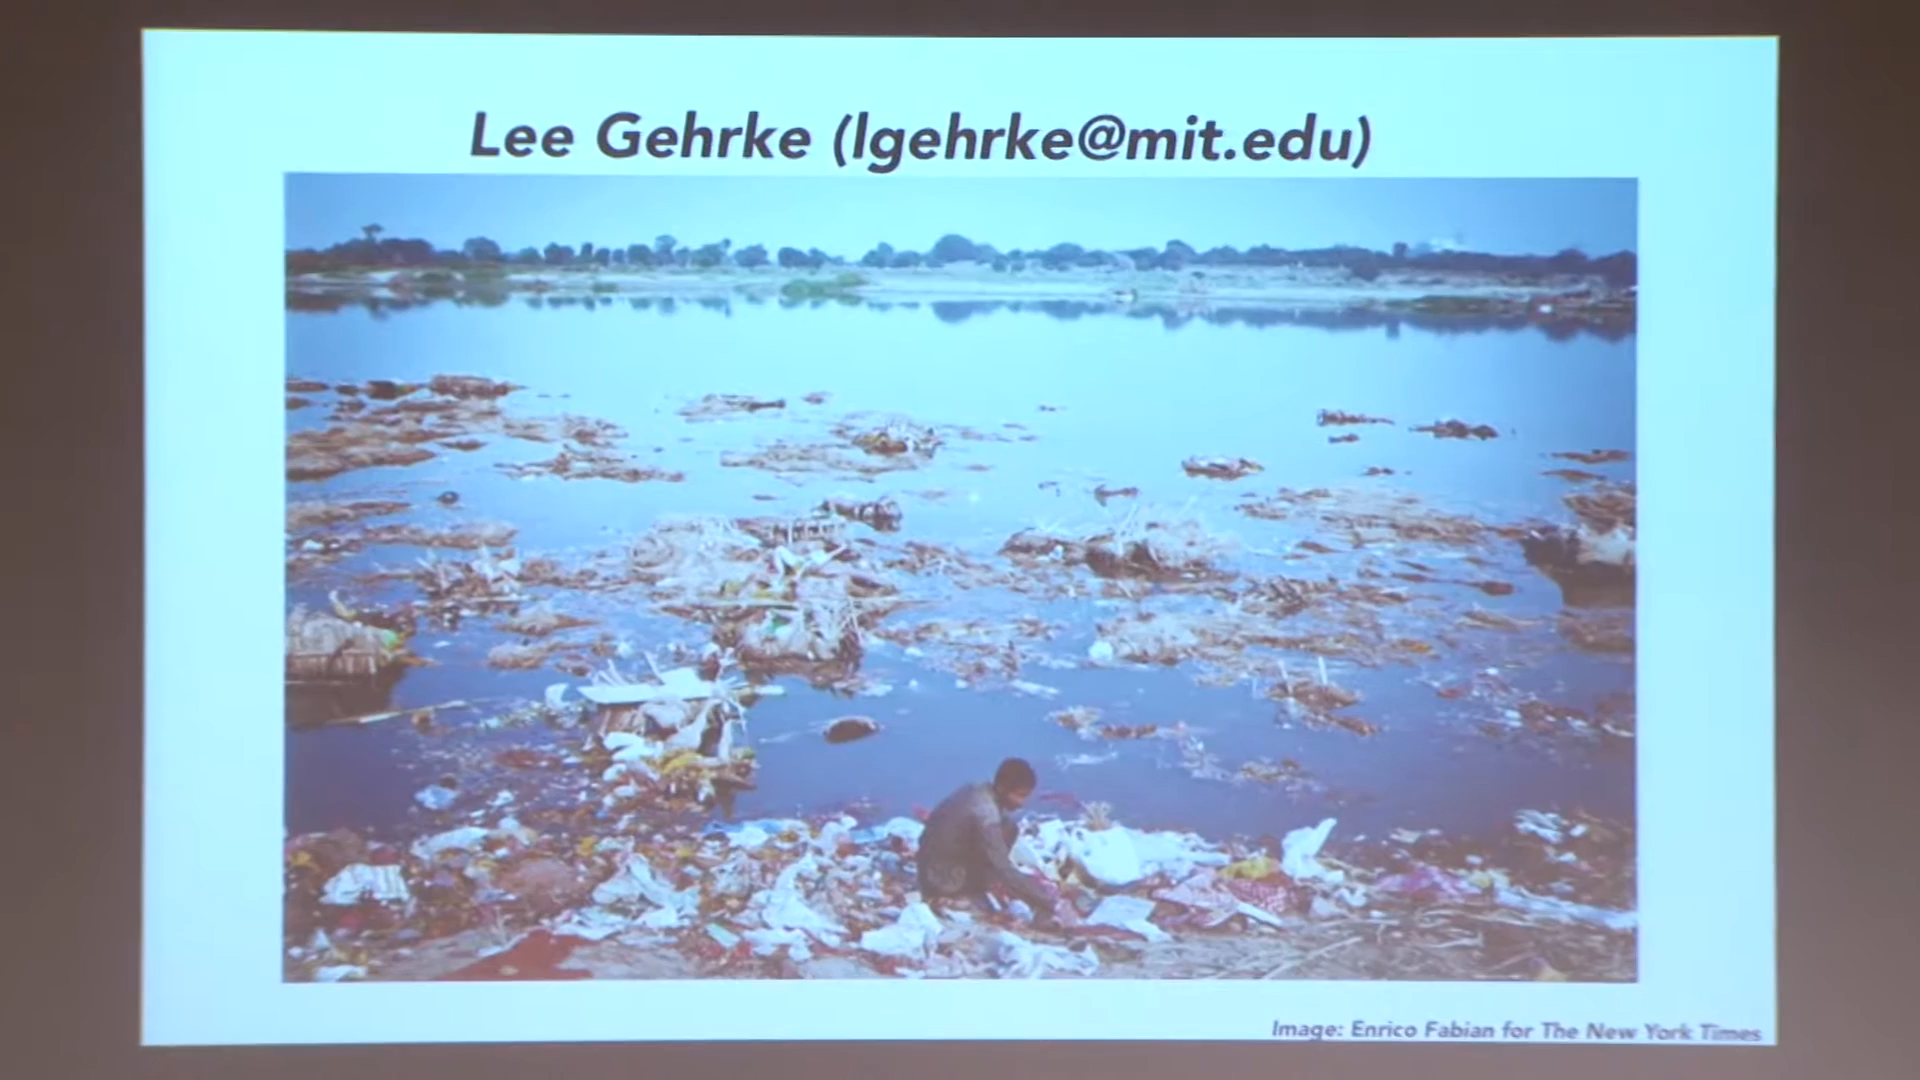 Lee Gehrke (lgehrke@mit.edu)
Image: Enrico Fabian for The New York Times